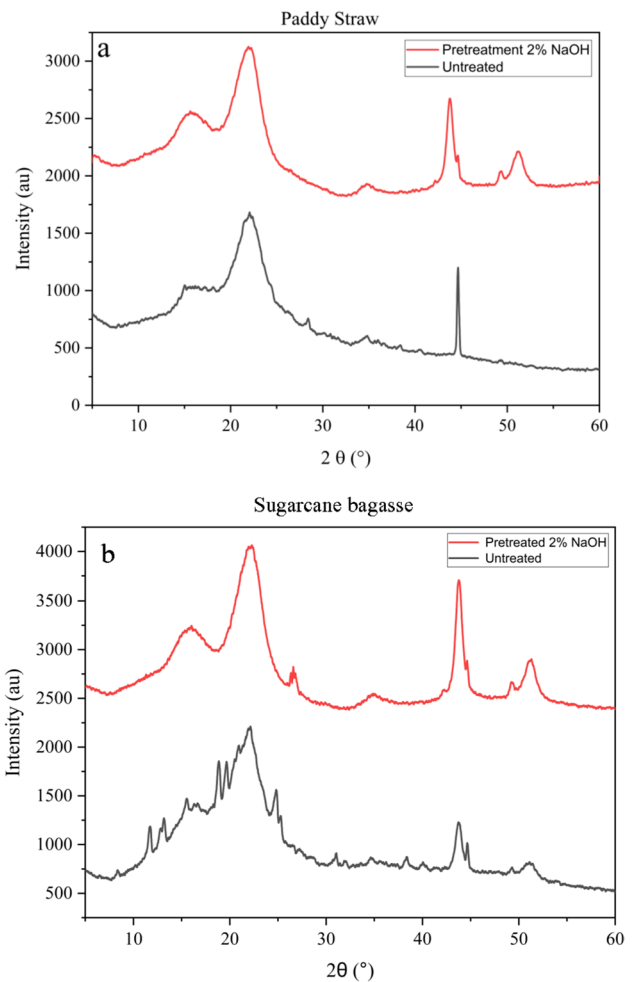 Paddy Straw
a
Pretreatment 2% NaOH
Untreated
3000
2500
2000
1500
1000
500
0
Intensity (au)
10 20 30 40 50 60
2 θ (°)
Sugarcane bagasse
b
Pretreated 2% NaOH
Untreated
4000
3500
3000
2500
2000
1500
1000
500
Intensity (au)
10 20 30 40 50 60
2θ (°)